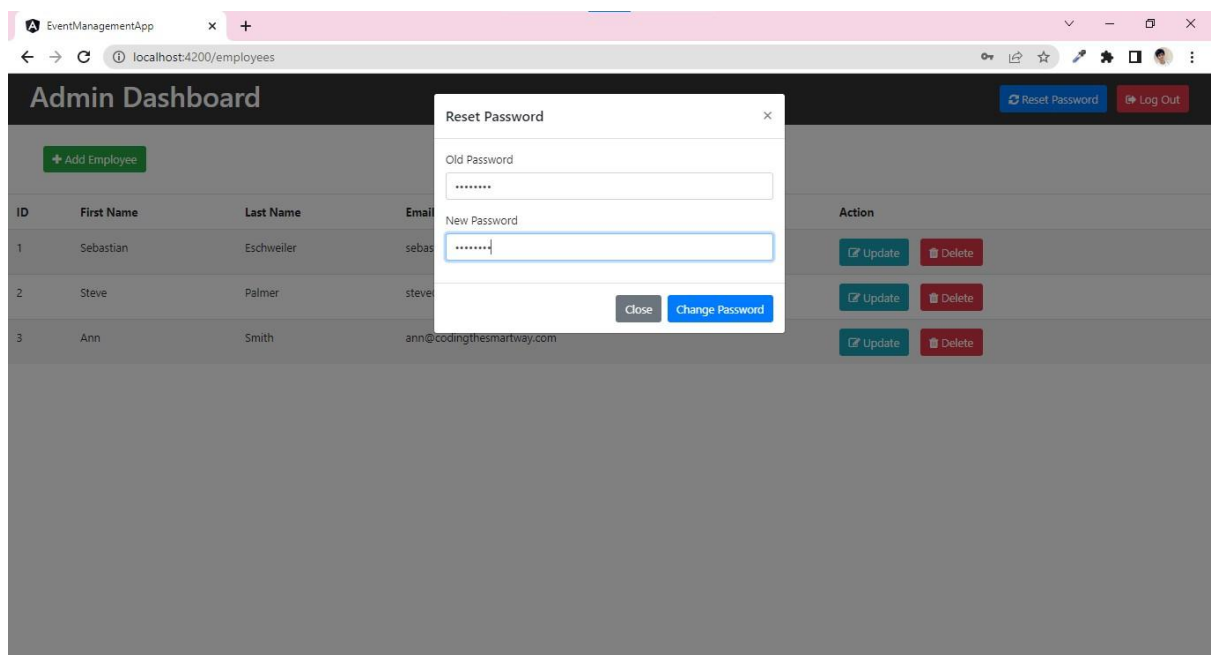 EventManagementApp
localhost:4200/employees
Admin Dashboard
Reset Password
Log Out
Reset Password
Old Password
••••••••
New Password
••••••••
Close
Change Password
Add Employee
ID First Name Last Name Email Action
1 Sebastian Eschweiler sebas Update Delete
2 Steve Palmer Update Delete
3 Ann Smith ann@codingthesmartway.com Update Delete